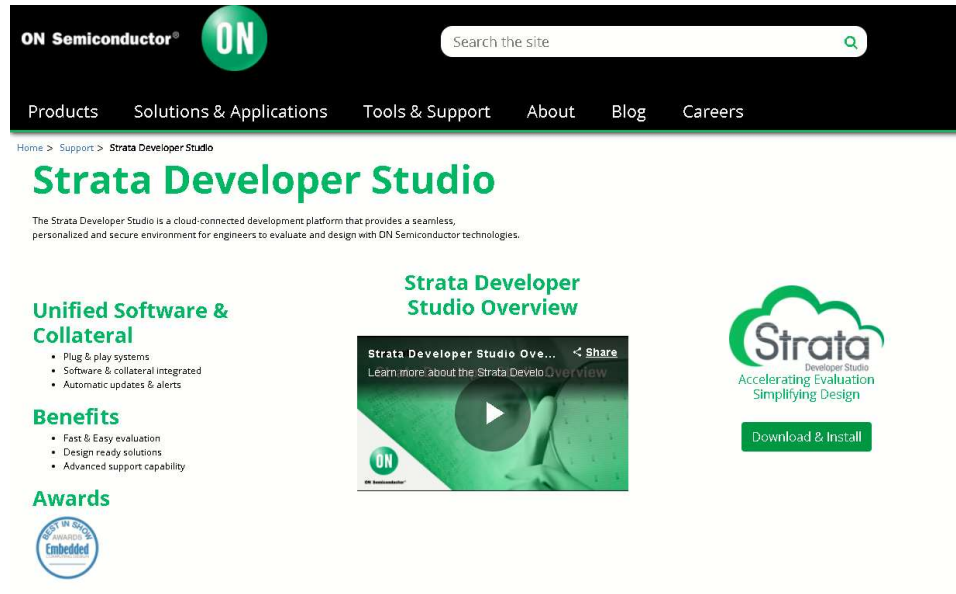 ON Semiconductor®
ON
Search the site
Products Solutions & Applications Tools & Support About Blog Careers
Home > Support > Strata Developer Studio
Strata Developer Studio
The Strata Developer Studio is a cloud-connected development platform that provides a seamless,
personalized and secure environment for engineers to evaluate and design with ON Semiconductor technologies.
Unified Software &
Collateral
• Plug & play systems
• Software & collateral integrated
• Automatic updates & alerts
Benefits
• Fast & Easy evaluation
• Design ready solutions
• Advanced support capability
Awards
BEST IN SHOW
AWARDS
Embedded
Strata Developer
Studio Overview
Strata Developer Studio Ove... Share
Learn more about the Strata Develo...
ON
ON Semiconductor®
Strata
Developer Studio
Accelerating Evaluation
Simplifying Design
Download & Install